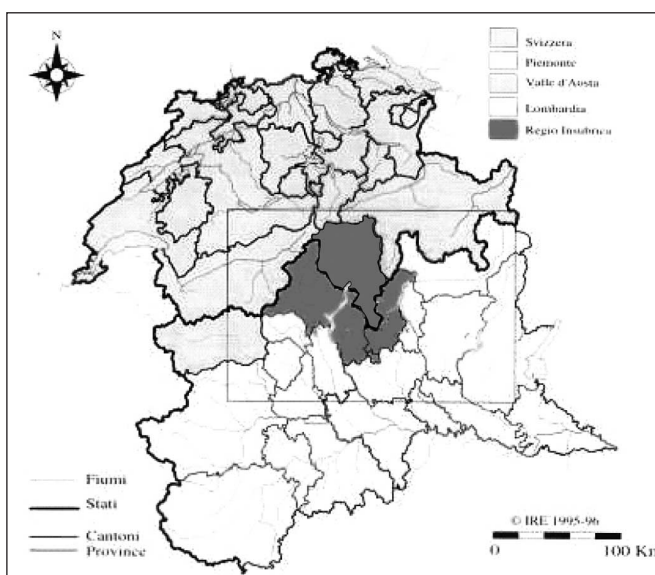 N
Svizzera
Piemonte
Valle d'Aosta
Lombardia
Regio Insubrica
Fiumi
Stati
Cantoni
Province
© IRE 1995-96
0 100 Km